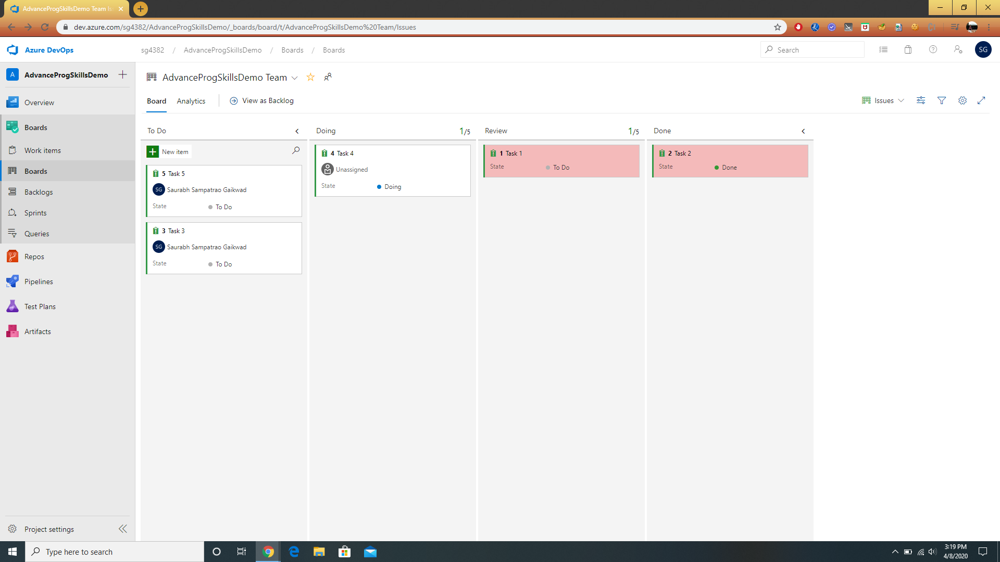 AdvanceProgSkillsDemo Team Is
dev.azure.com/sg4382/AdvanceProgSkillsDemo/_boards/board/t/AdvanceProgSkillsDemo%20Team/Issues
Azure DevOps
sg4382 / AdvanceProgSkillsDemo / Boards / Boards
Search
SG
A AdvanceProgSkillsDemo
Overview
Boards
Work items
Boards
Backlogs
Sprints
Queries
Repos
Pipelines
Test Plans
Artifacts
Project settings
AdvanceProgSkillsDemo Team
Board Analytics View as Backlog
Issues
To Do
New item
5 Task 5
SG Saurabh Sampatrao Gaikwad
State To Do
3 Task 3
SG Saurabh Sampatrao Gaikwad
State To Do
Doing 1/5
4 Task 4
Unassigned
State Doing
Review 1/5
1 Task 1
State To Do
Done
2 Task 2
State Done
Type here to search
3:19 PM
4/8/2020